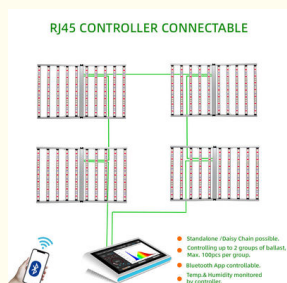 RJ45 CONTROLLER CONNECTABLE
Standalone /Daisy Chain possible.
Controlling up to 2 groups of ballast.
Max. 100pcs per group.
Bluetooth App controllable.
Temp.& Humidity monitored
by controller.